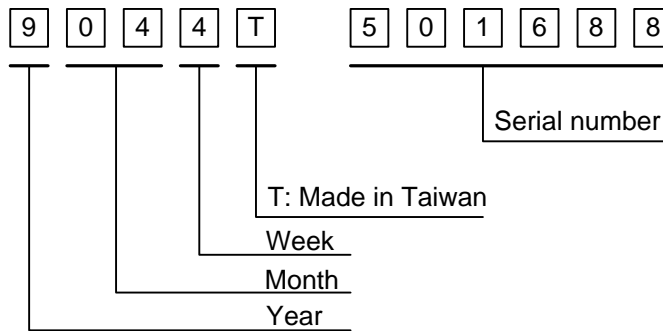 9 0 4 4 T 5 0 1 6 8 8
Serial number
T: Made in Taiwan
Week
Month
Year